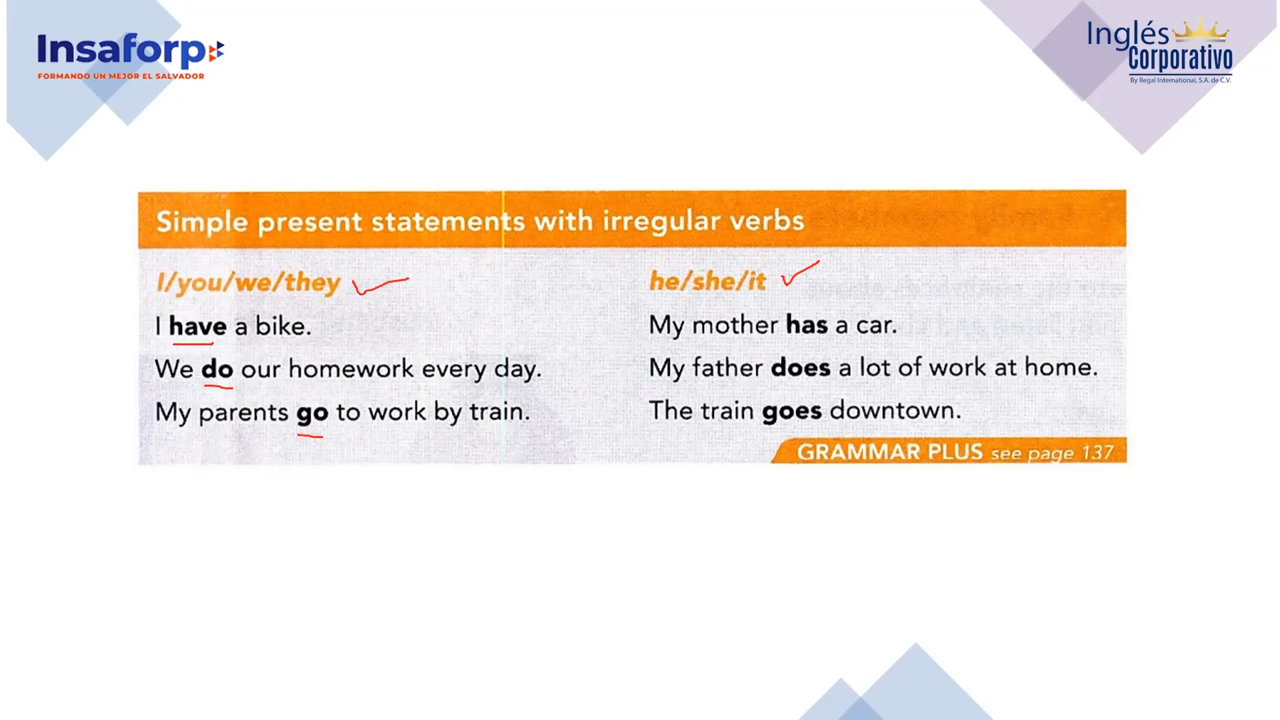 Insaforp
FORMANDO UN MEJOR EL SALVADOR
Inglés
Corporativo
By Regal International, S.A. de C.V.
Simple present statements with irregular verbs
I/you/we/they
I have a bike.
We do our homework every day.
My parents go to work by train.
he/she/it
My mother has a car.
My father does a lot of work at home.
The train goes downtown.
GRAMMAR PLUS see page 137